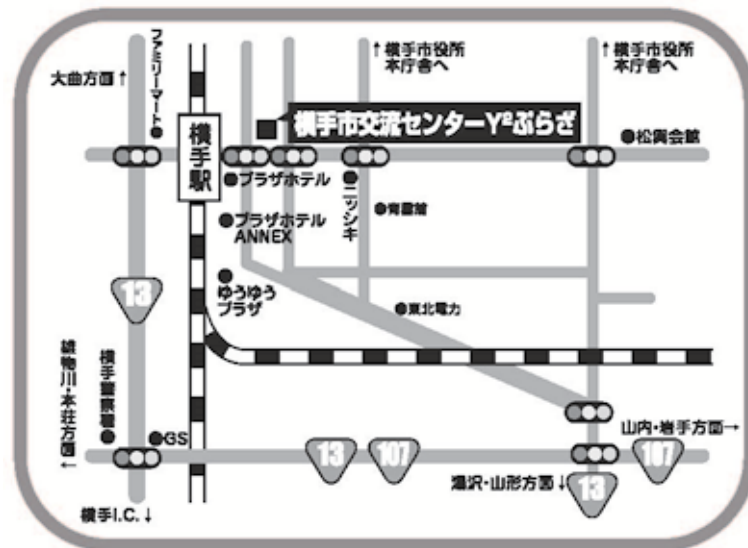 大曲方面↑
ファミリーマート
↑横手市役所
本庁舎へ
↑横手市役所
本庁舎へ
横手駅
横手市交流センターY²ぷらざ
松與会館
プラザホテル
プラザホテル
ANNEX
ニッシキ
ゆうゆう
プラザ
東北電力
13
雄物川・本荘方面
↓
横手警察署
GS
13
107
山内・岩手方面→
107
湯沢・山形方面↓
13
横手I.C.↓